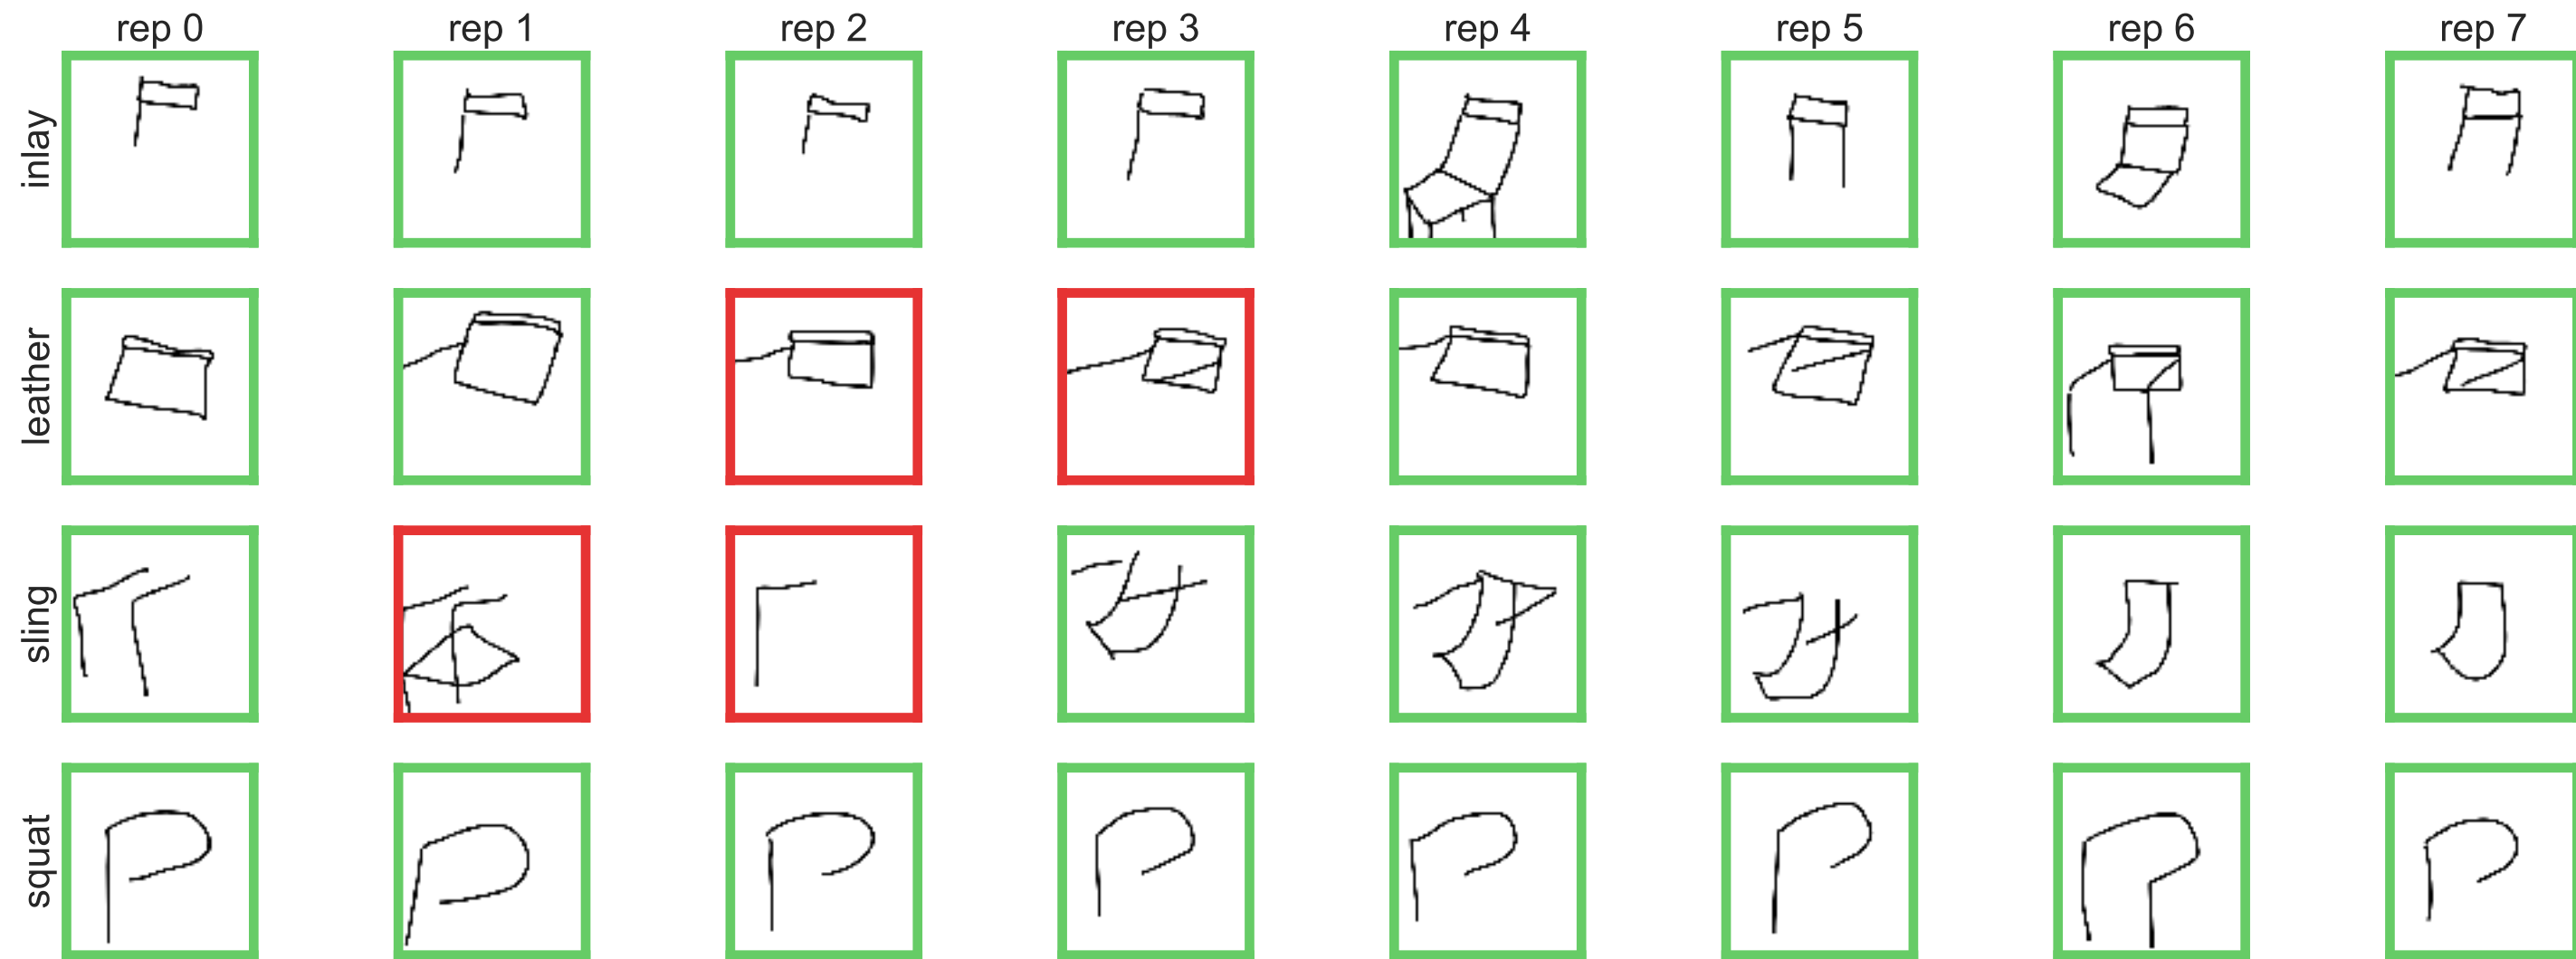 rep 0 rep 1 rep 2 rep 3 rep 4 rep 5 rep 6 rep 7
inlay
leather
sling
squat